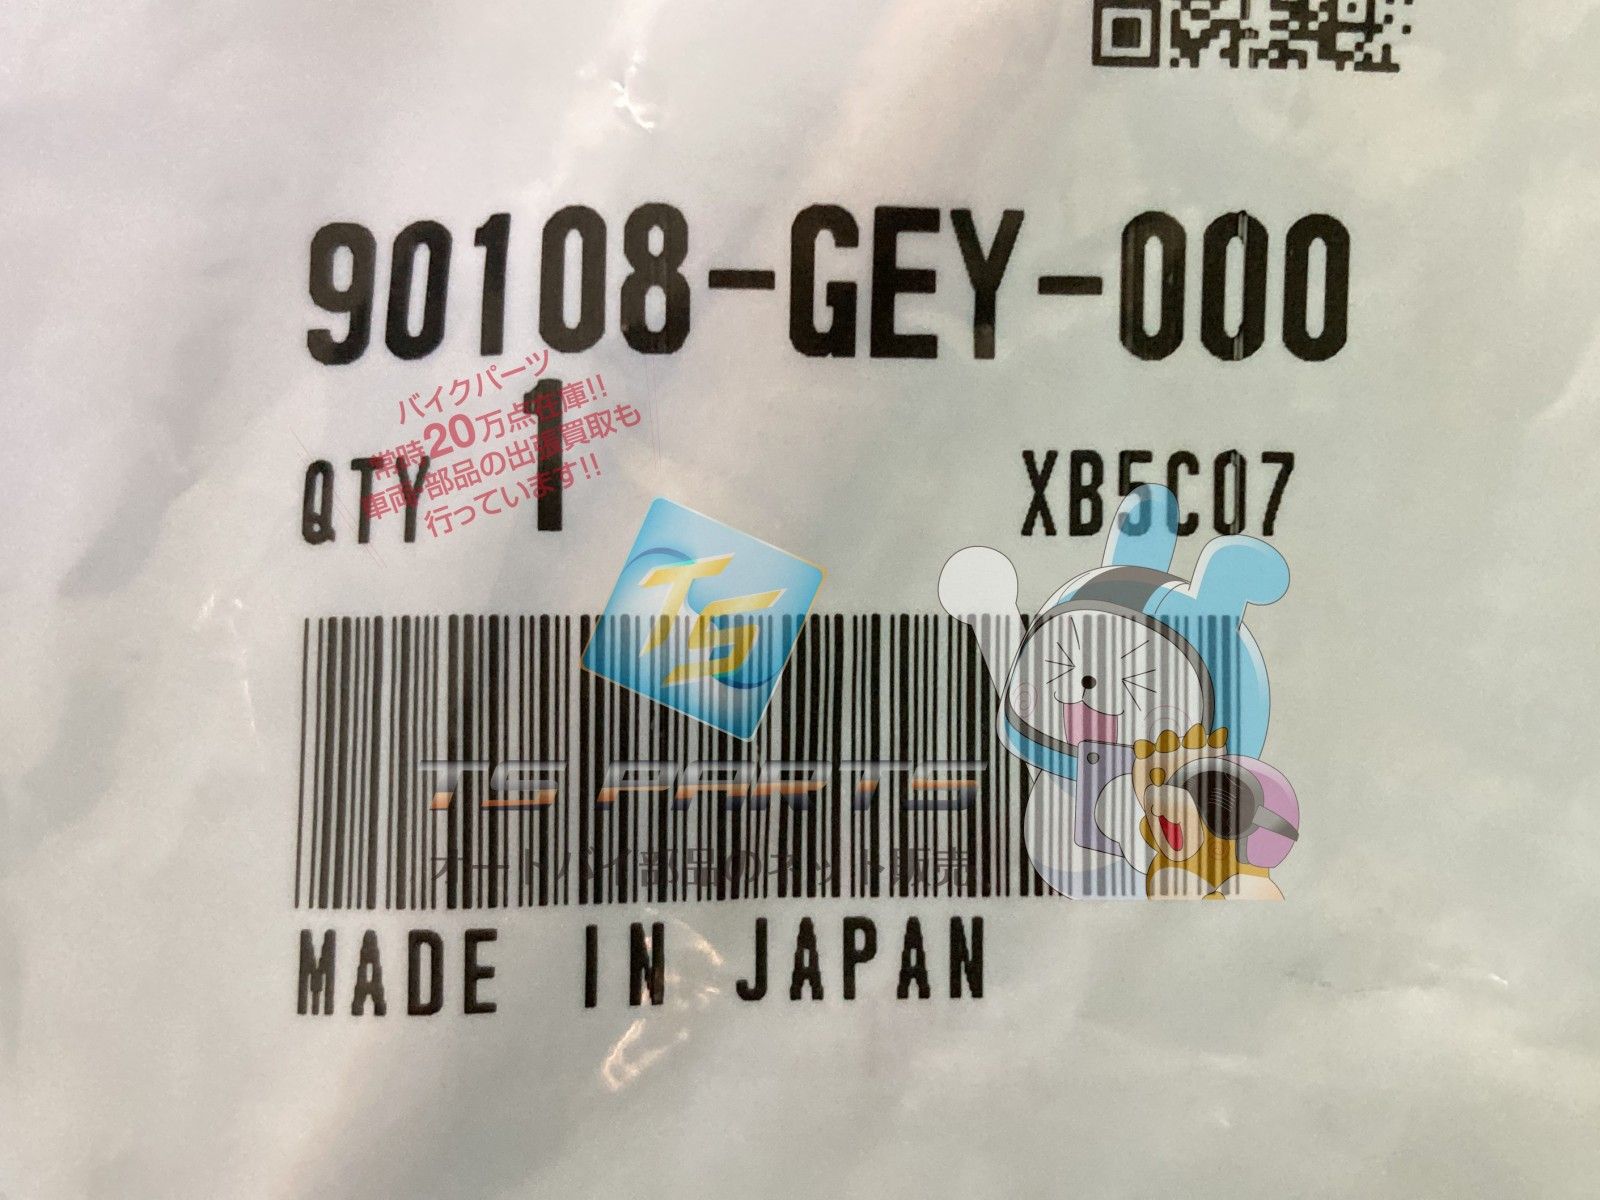 90108-GEY-000
バイクパーツ
常時20万点在庫!!
車両・部品の出張買取も
行っています!!
QTY 1 XB5C07
TS
TS PARTS
オートバイ部品のネット販売
MADE IN JAPAN